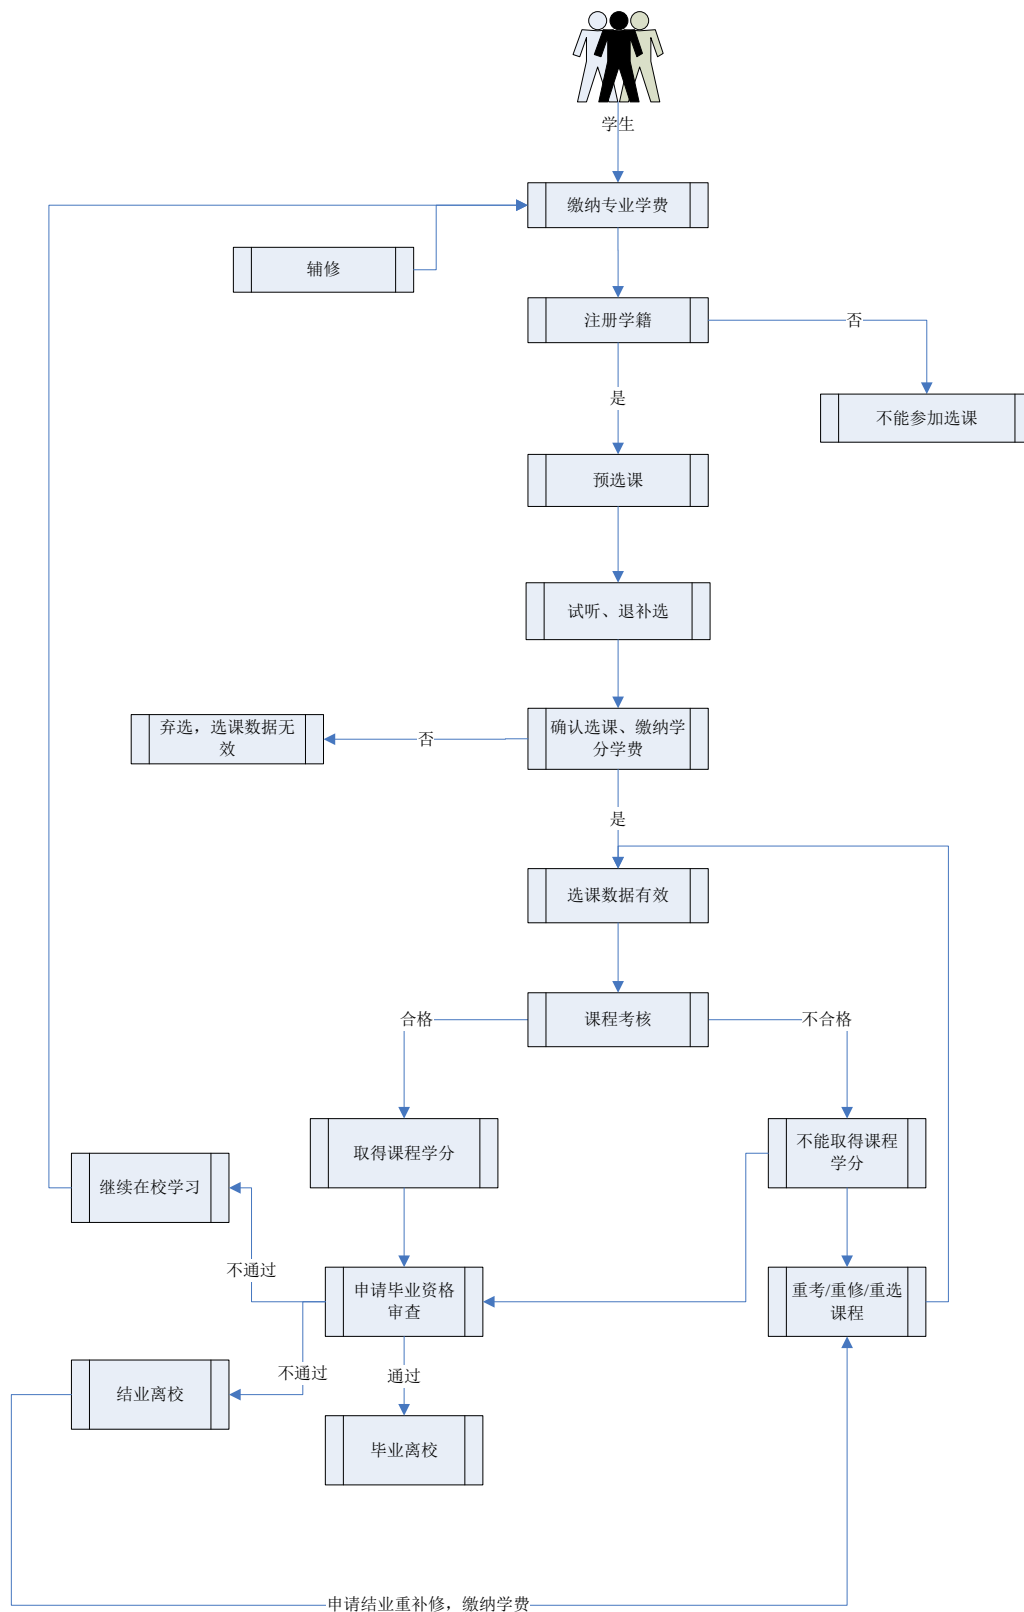 学生
缴纳专业学费
辅修
注册学籍
否
不能参加选课
是
预选课
试听、退补选
确认选课、缴纳学
分学费
否
弃选，选课数据无
效
是
选课数据有效
课程考核
合格
不合格
取得课程学分
不能取得课程
学分
继续在校学习
不通过
申请毕业资格
审查
重考/重修/重选
课程
不通过
通过
结业离校
毕业离校
申请结业重补修，缴纳学费